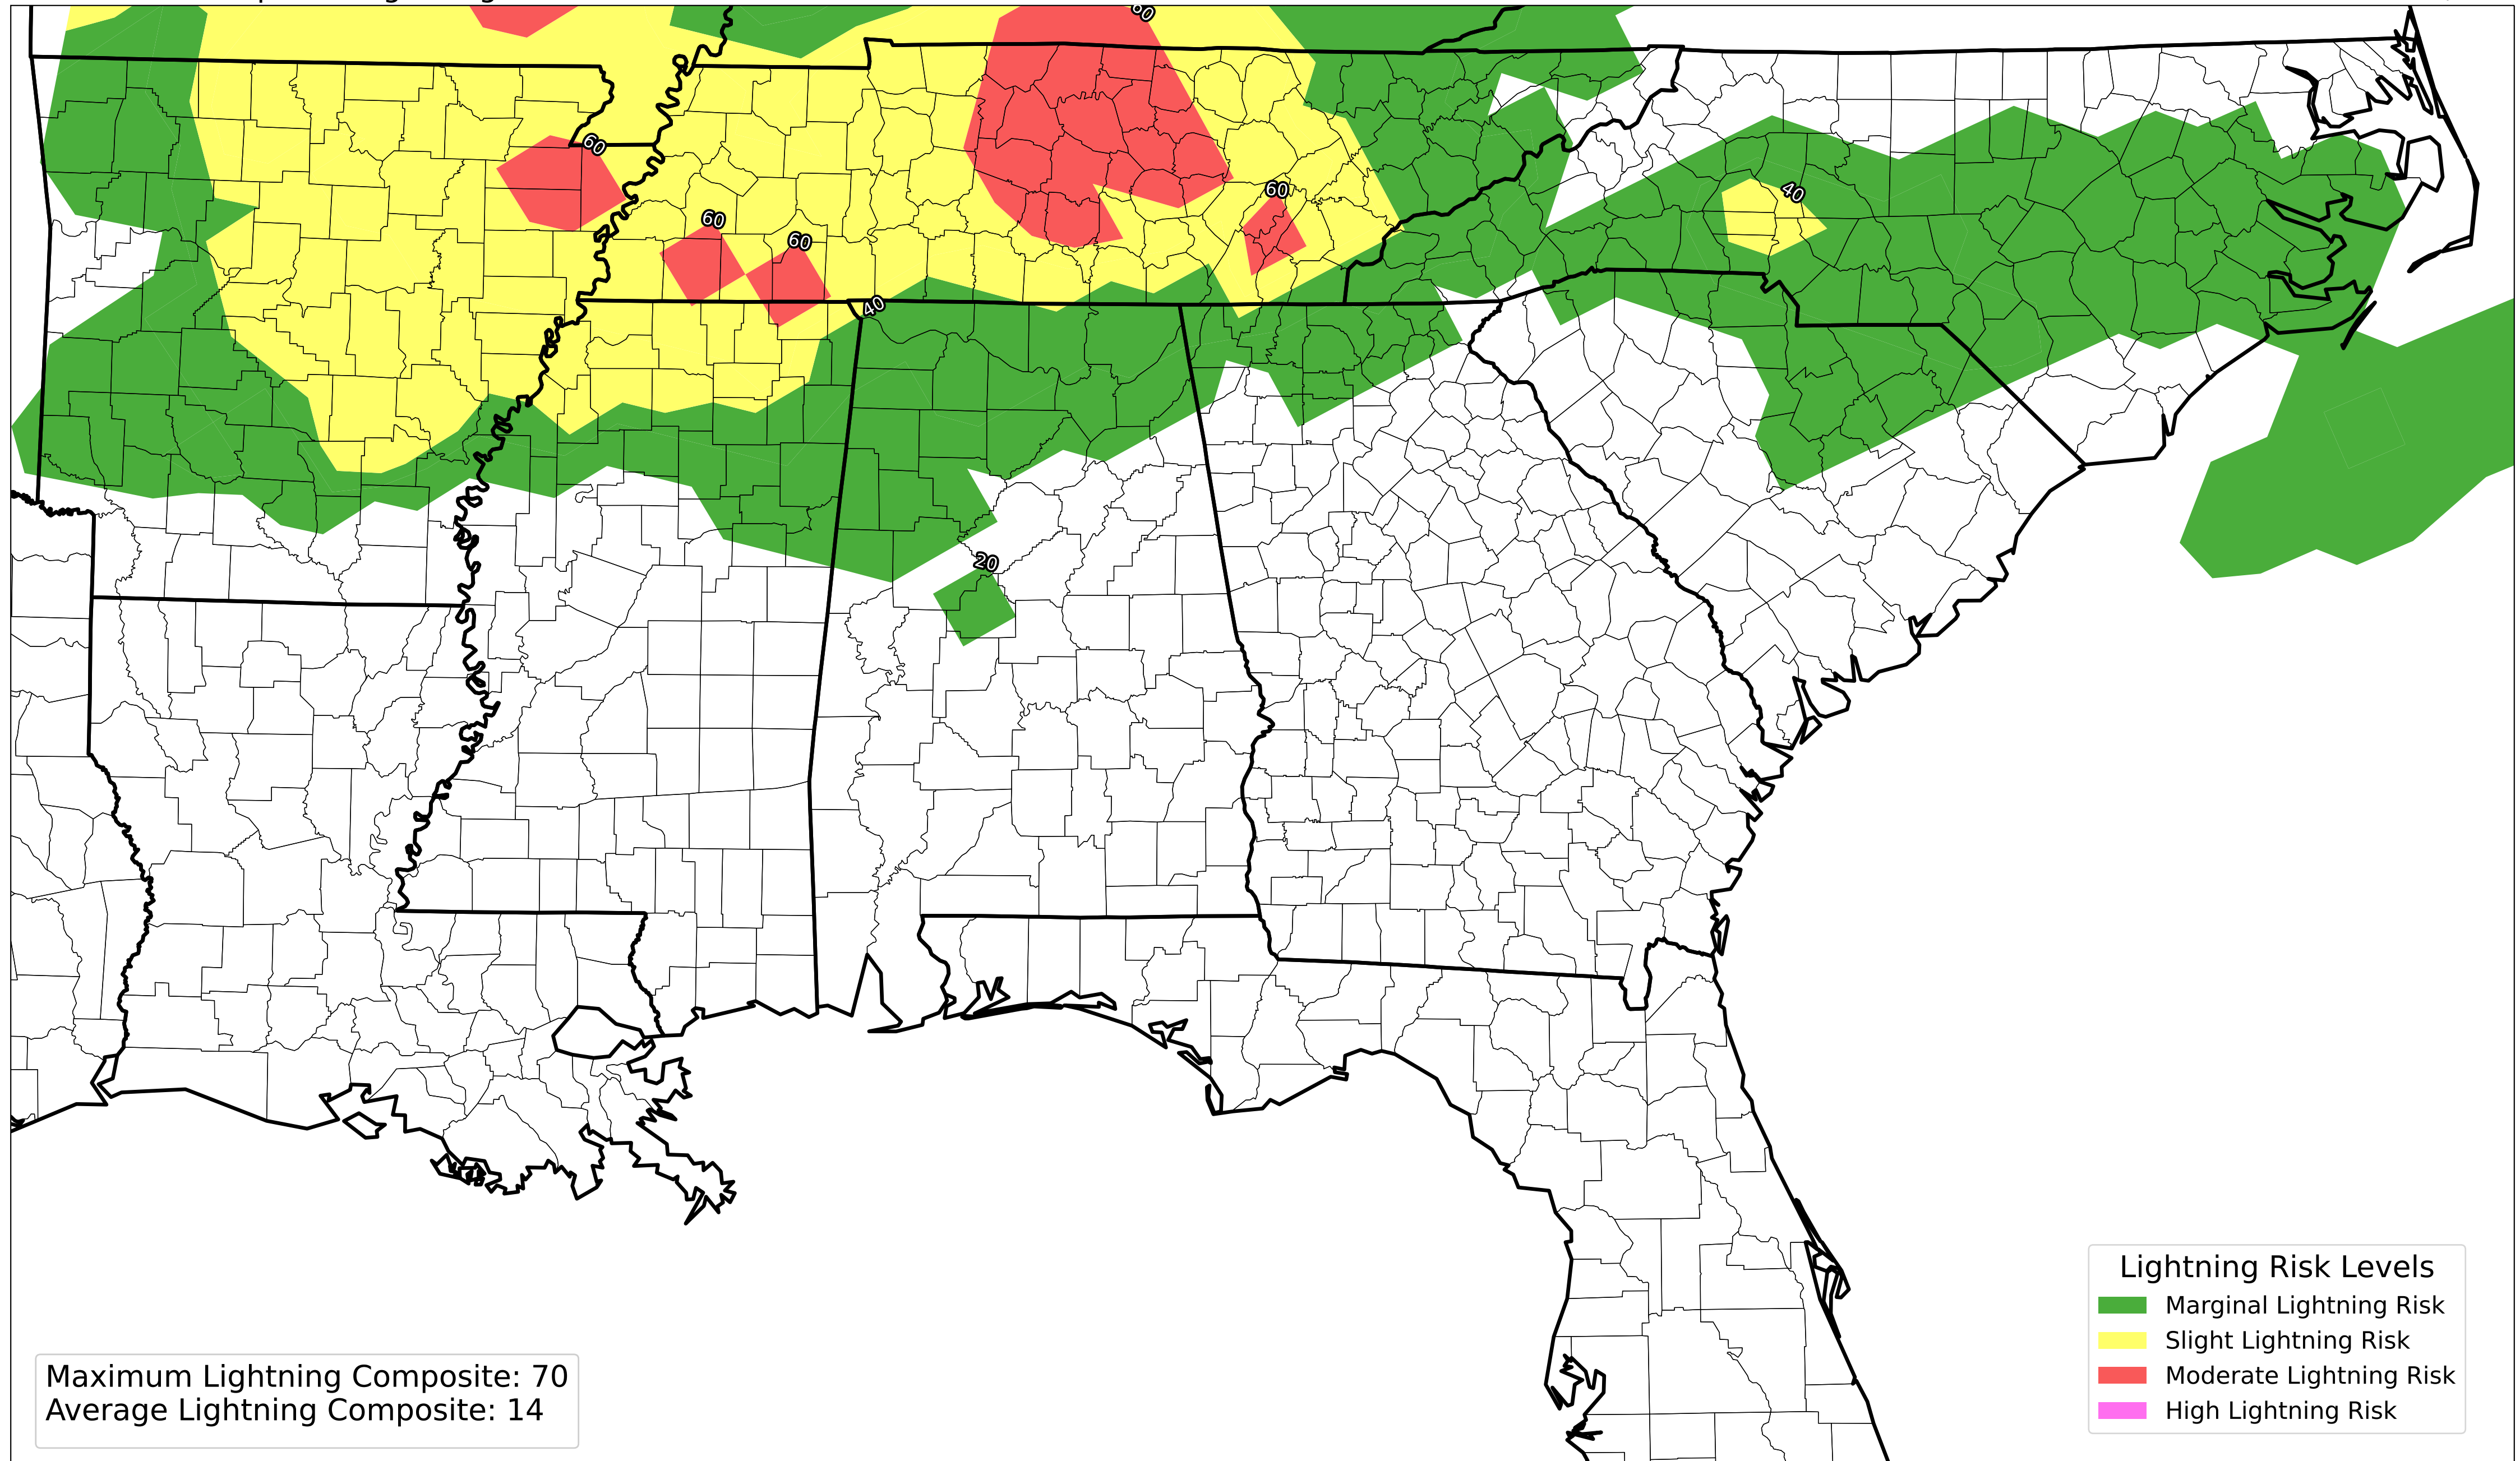 60
60
60
60
60
40
40
20
Lightning Risk Levels
Marginal Lightning Risk
Slight Lightning Risk
Moderate Lightning Risk
High Lightning Risk
Maximum Lightning Composite: 70
Average Lightning Composite: 14